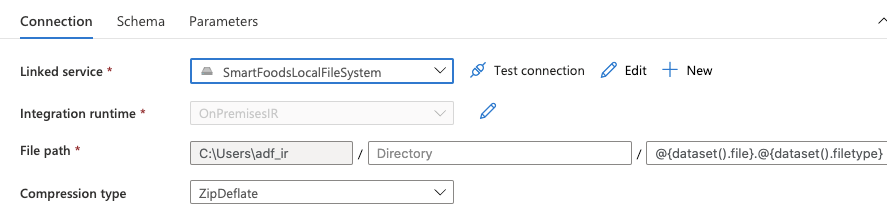 Connection Schema Parameters
Linked service * SmartFoodsLocalFileSystem Test connection Edit New
Integration runtime * OnPremisesIR
File path * C:\Users\adf_ir / Directory / @{dataset().file}.@{dataset().filetype}
Compression type ZipDeflate